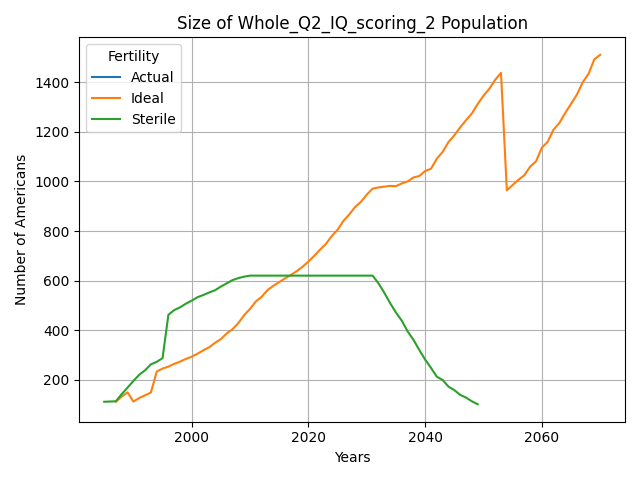 Size of Whole_Q2_IQ_scoring_2 Population
Fertility
Actual
Ideal
Sterile
Number of Americans
1400
1200
1000
800
600
400
200
2000 2020 2040 2060
Years